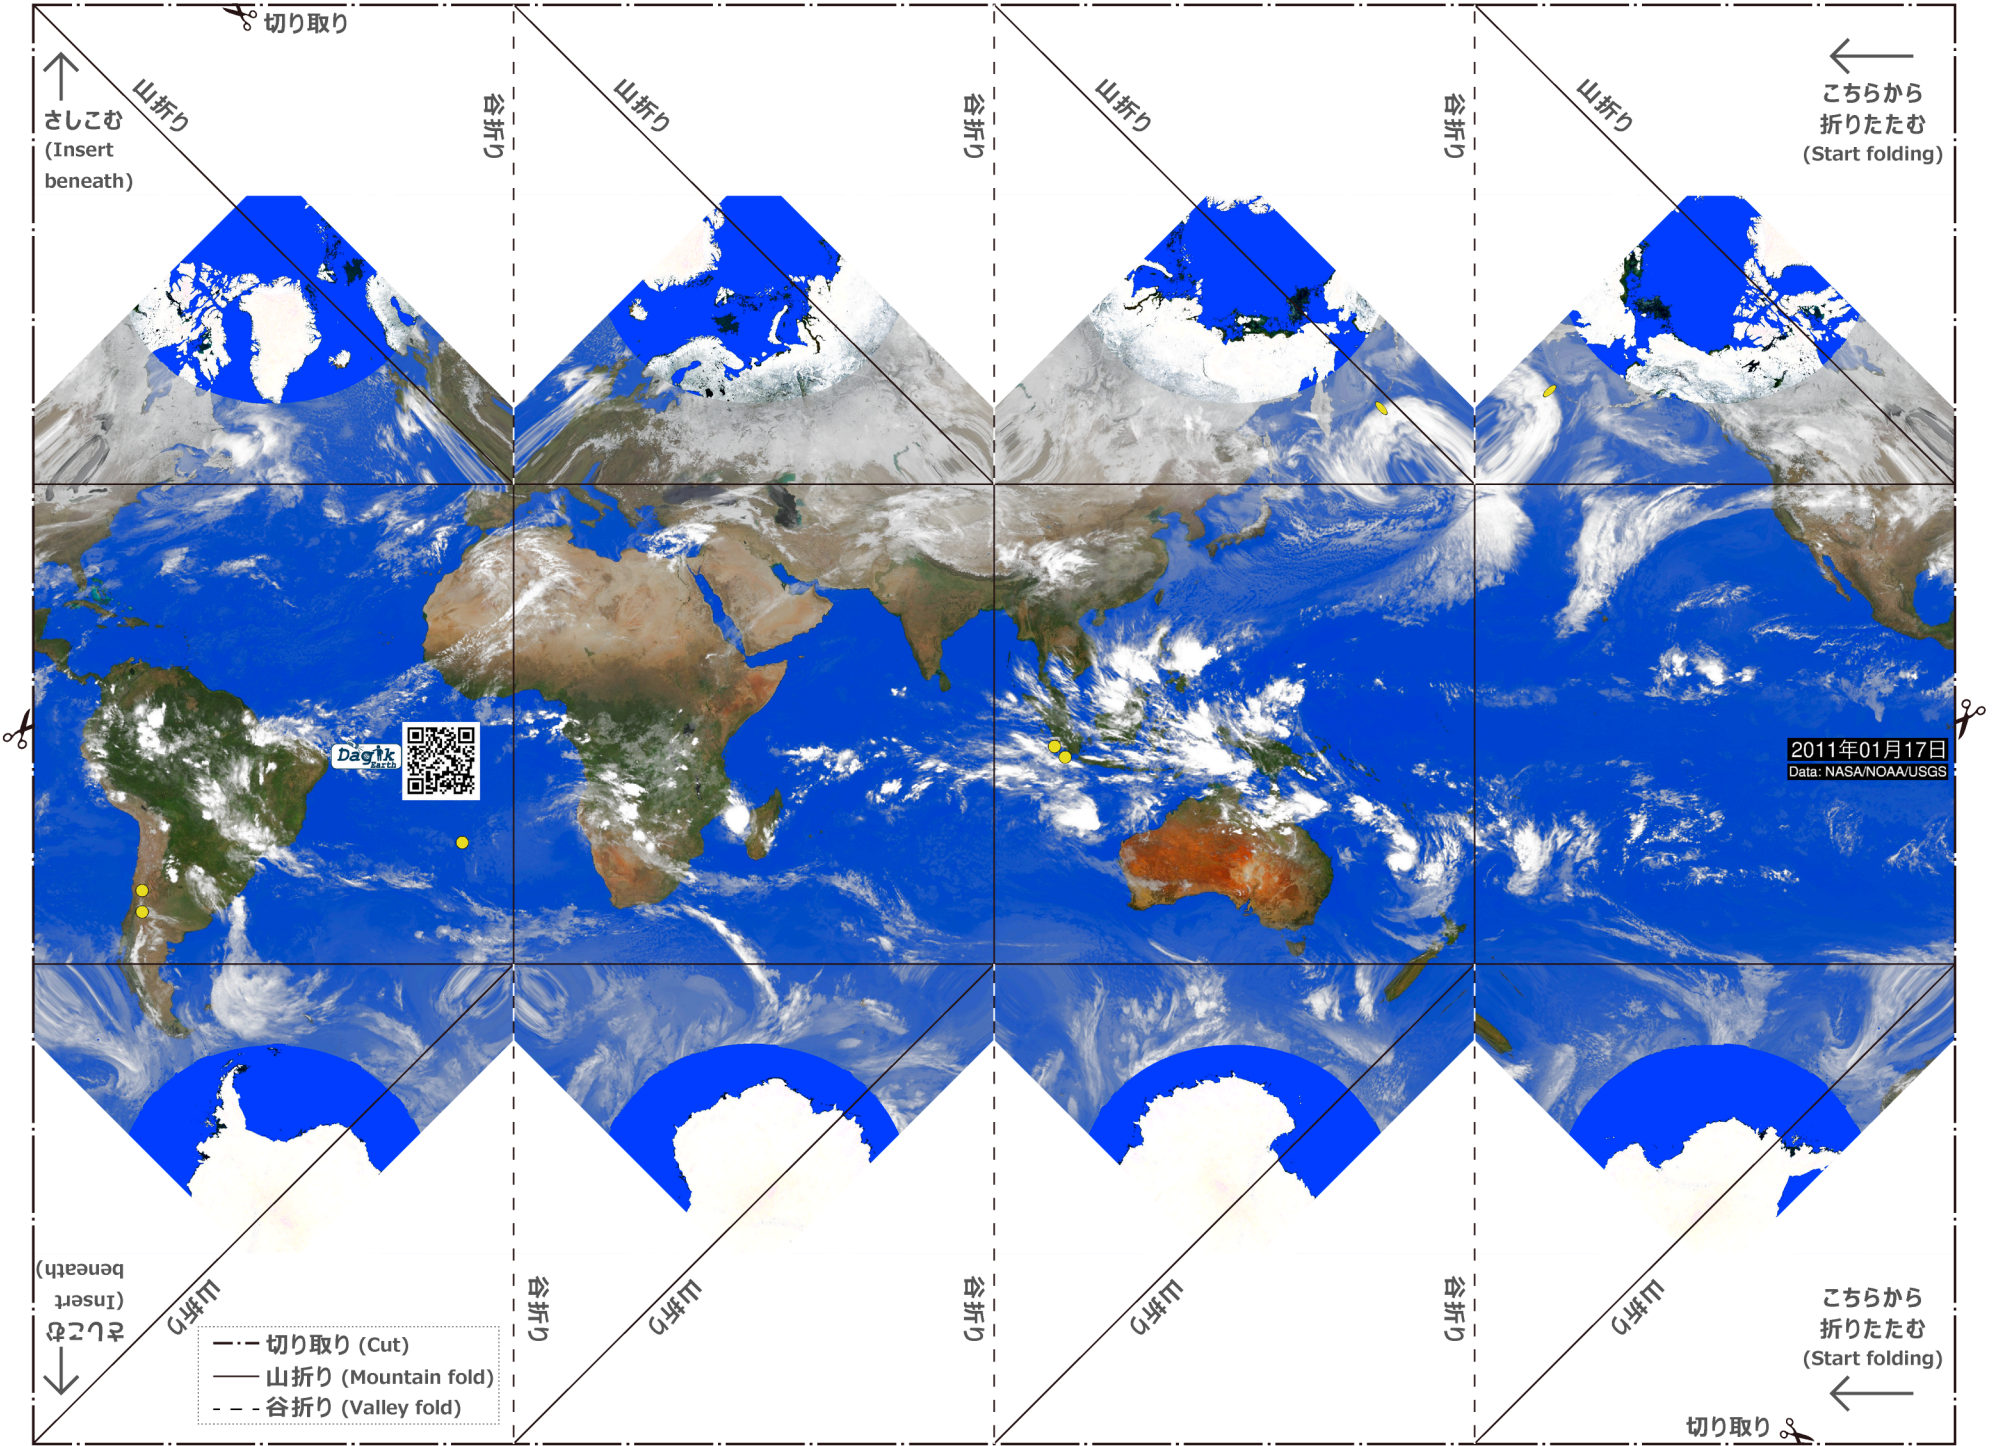 切り取り
さしこむ
(Insert
beneath)
山折り
谷折り
山折り
谷折り
山折り
谷折り
山折り
こちらから
折りたたむ
(Start folding)
Dagik
Earth
2011年01月17日
Data: NASA/NOAA/USGS
さしこむ
(Insert
beneath)
山折り
谷折り
山折り
谷折り
山折り
谷折り
山折り
こちらから
折りたたむ
(Start folding)
切り取り (Cut)
山折り (Mountain fold)
谷折り (Valley fold)
切り取り